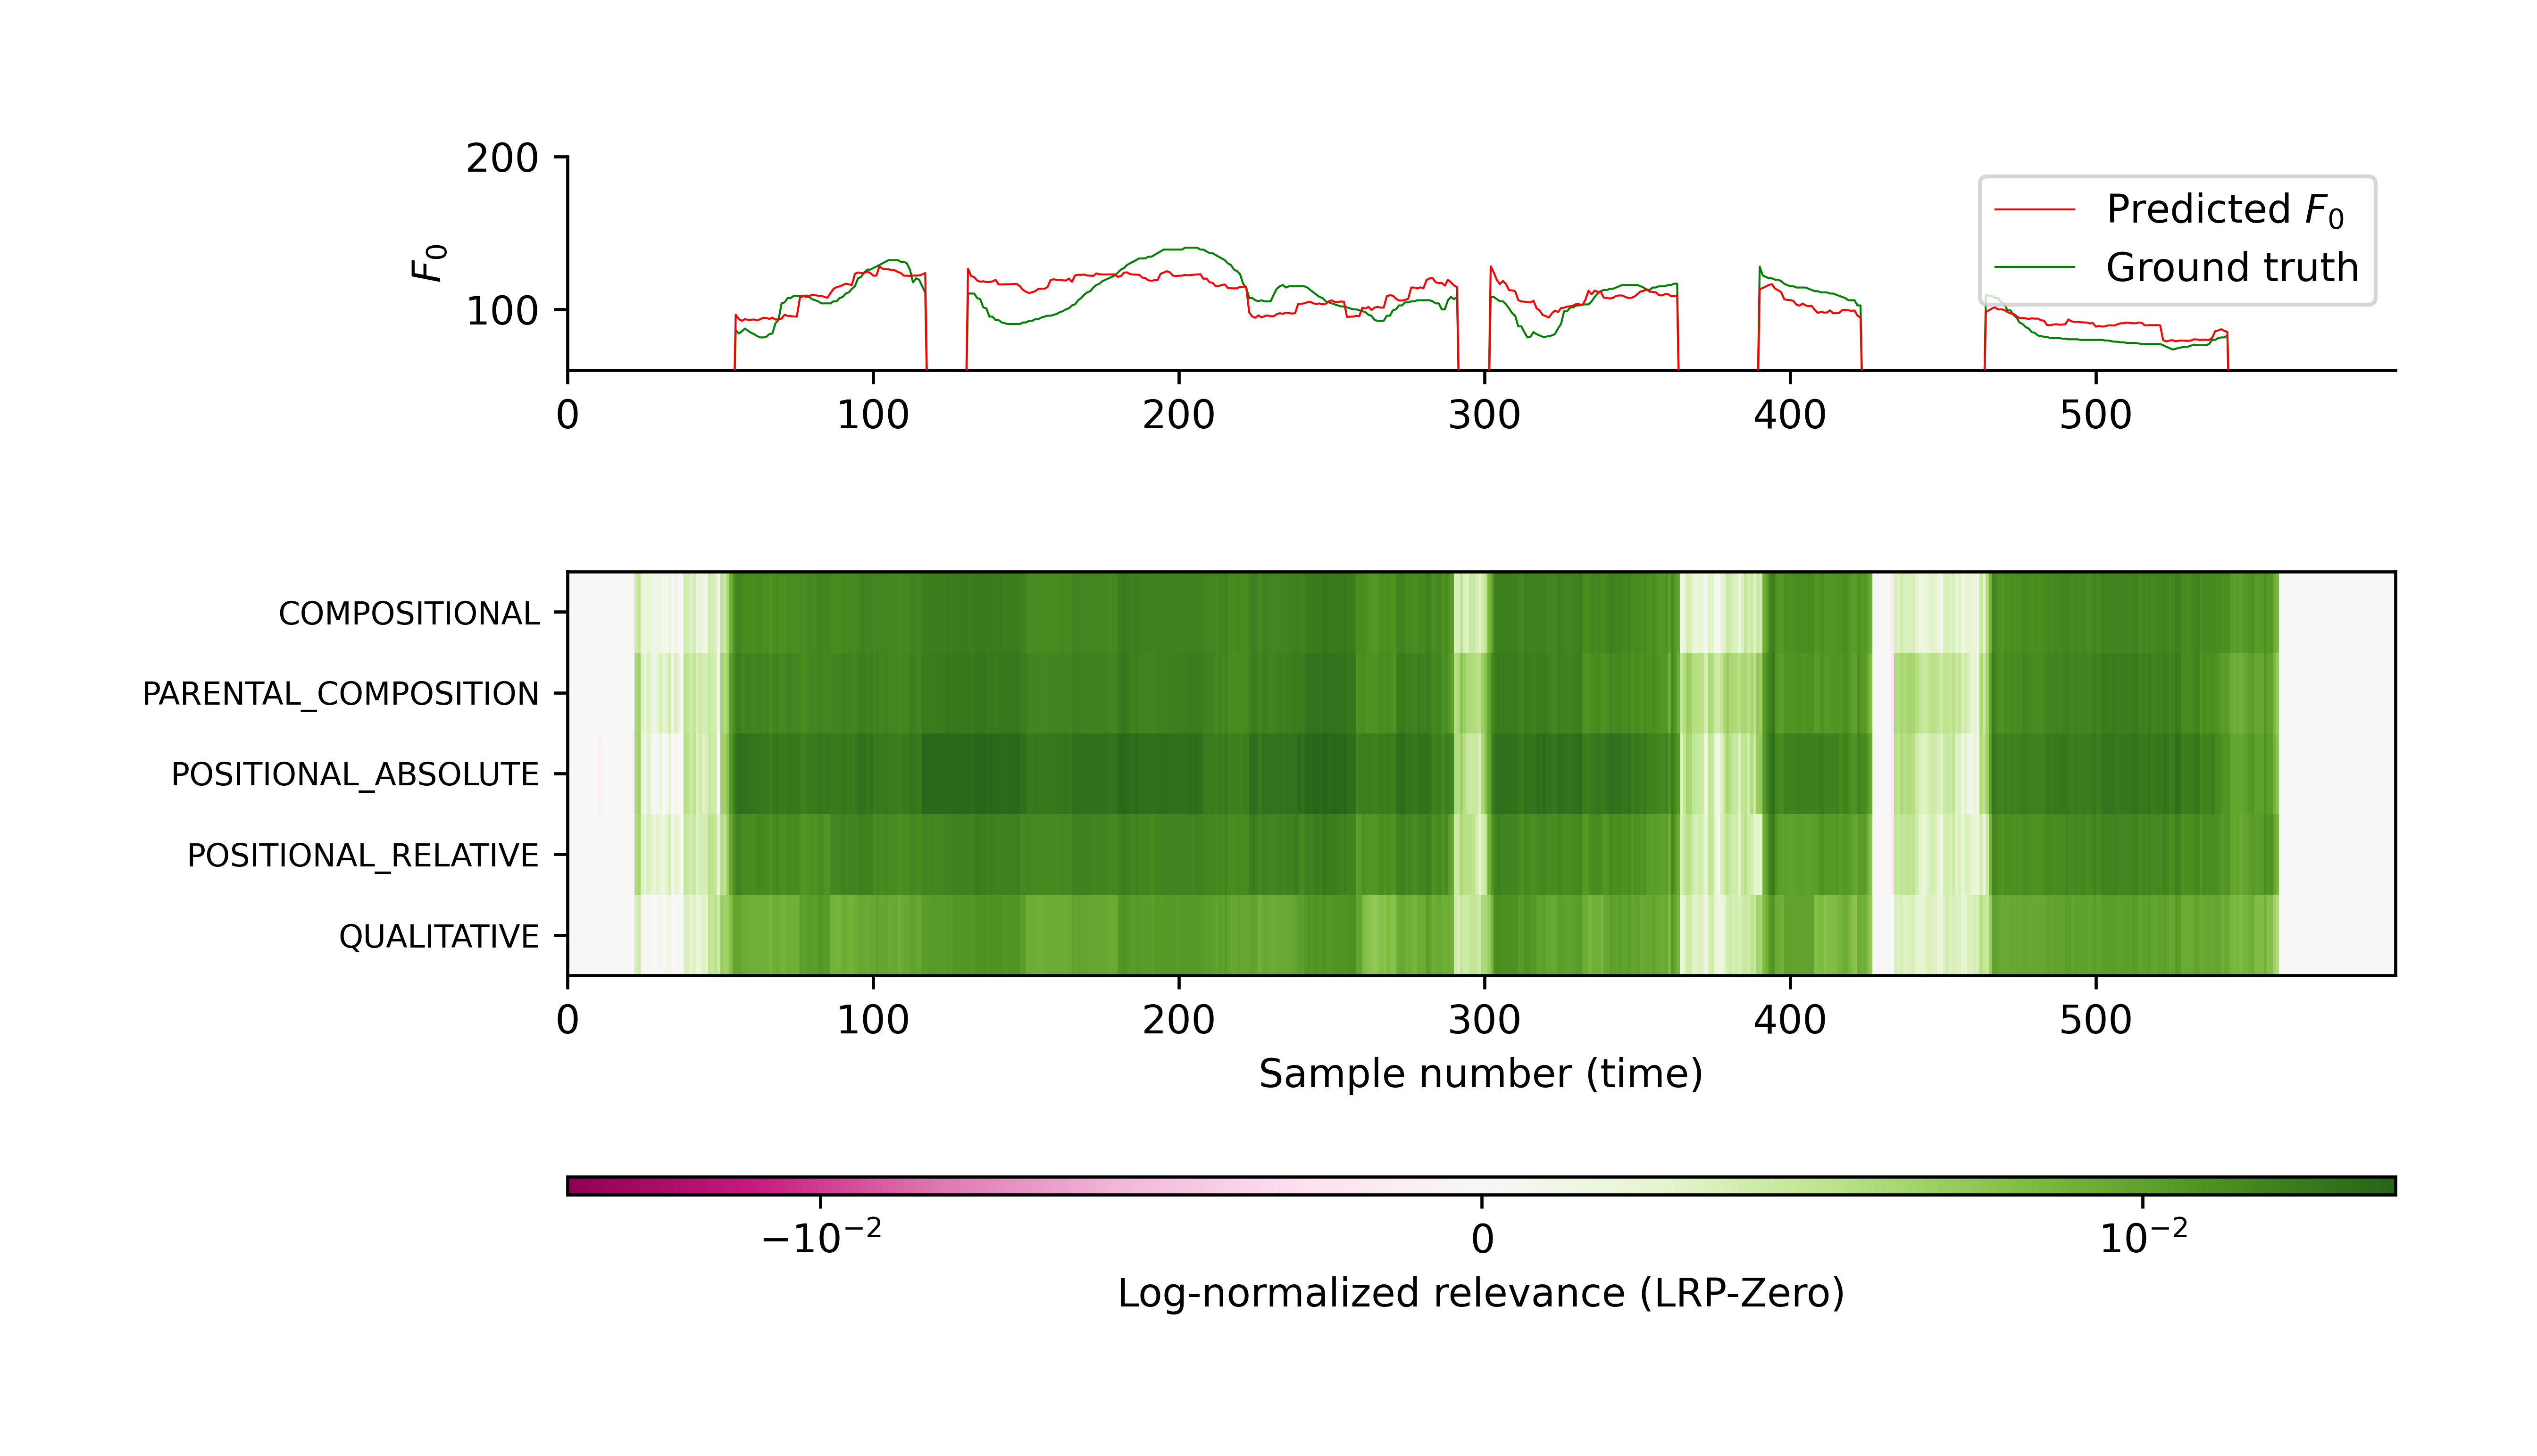 200
100
F₀
Predicted F₀
Ground truth
0 100 200 300 400 500
COMPOSITIONAL
PARENTAL_COMPOSITION
POSITIONAL_ABSOLUTE
POSITIONAL_RELATIVE
QUALITATIVE
0 100 200 300 400 500
Sample number (time)
−10⁻² 0 10⁻²
Log-normalized relevance (LRP-Zero)